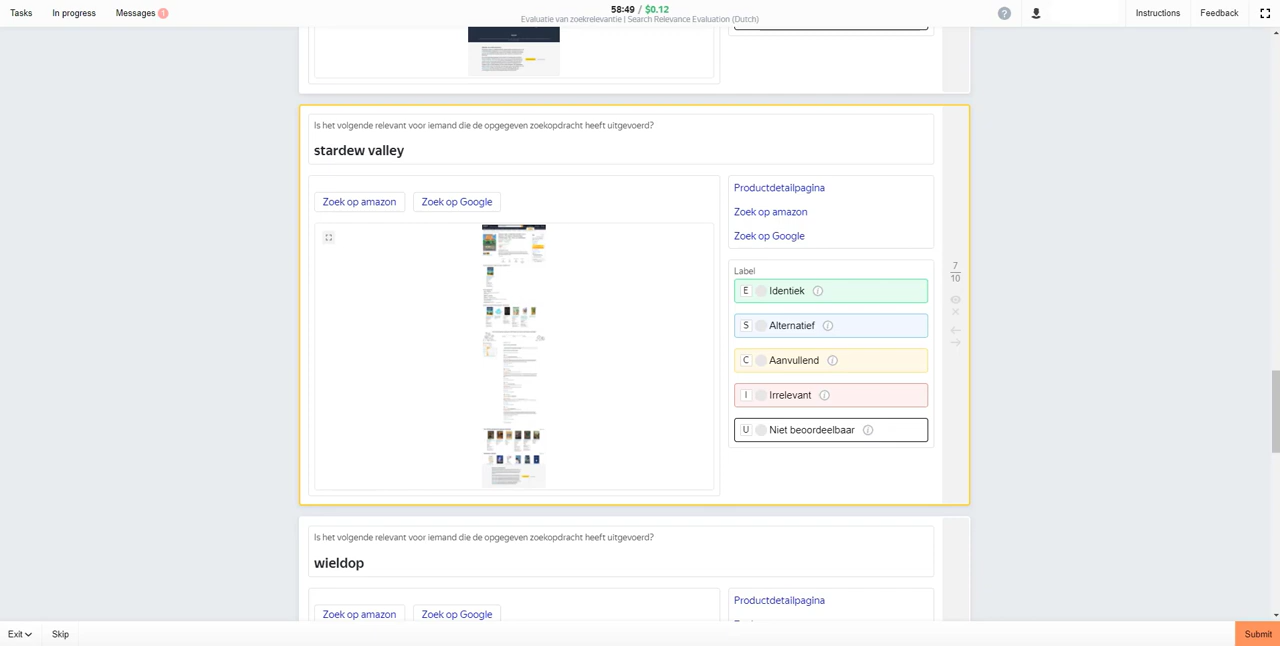 Tasks
In progress
Messages 1
58:49 / $0.12
Evaluatie van zoekrelevantie | Search Relevance Evaluation (Dutch)
Instructions
Feedback
Is het volgende relevant voor iemand die de opgegeven zoekopdracht heeft uitgevoerd?
stardew valley
Zoek op amazon
Zoek op Google
Productdetailpagina
Zoek op amazon
Zoek op Google
Label
E Identiek
S Alternatief
C Aanvullend
I Irrelevant
U Niet beoordeelbaar
7
10
Is het volgende relevant voor iemand die de opgegeven zoekopdracht heeft uitgevoerd?
wieldop
Zoek op amazon
Zoek op Google
Productdetailpagina
Exit
Skip
Submit